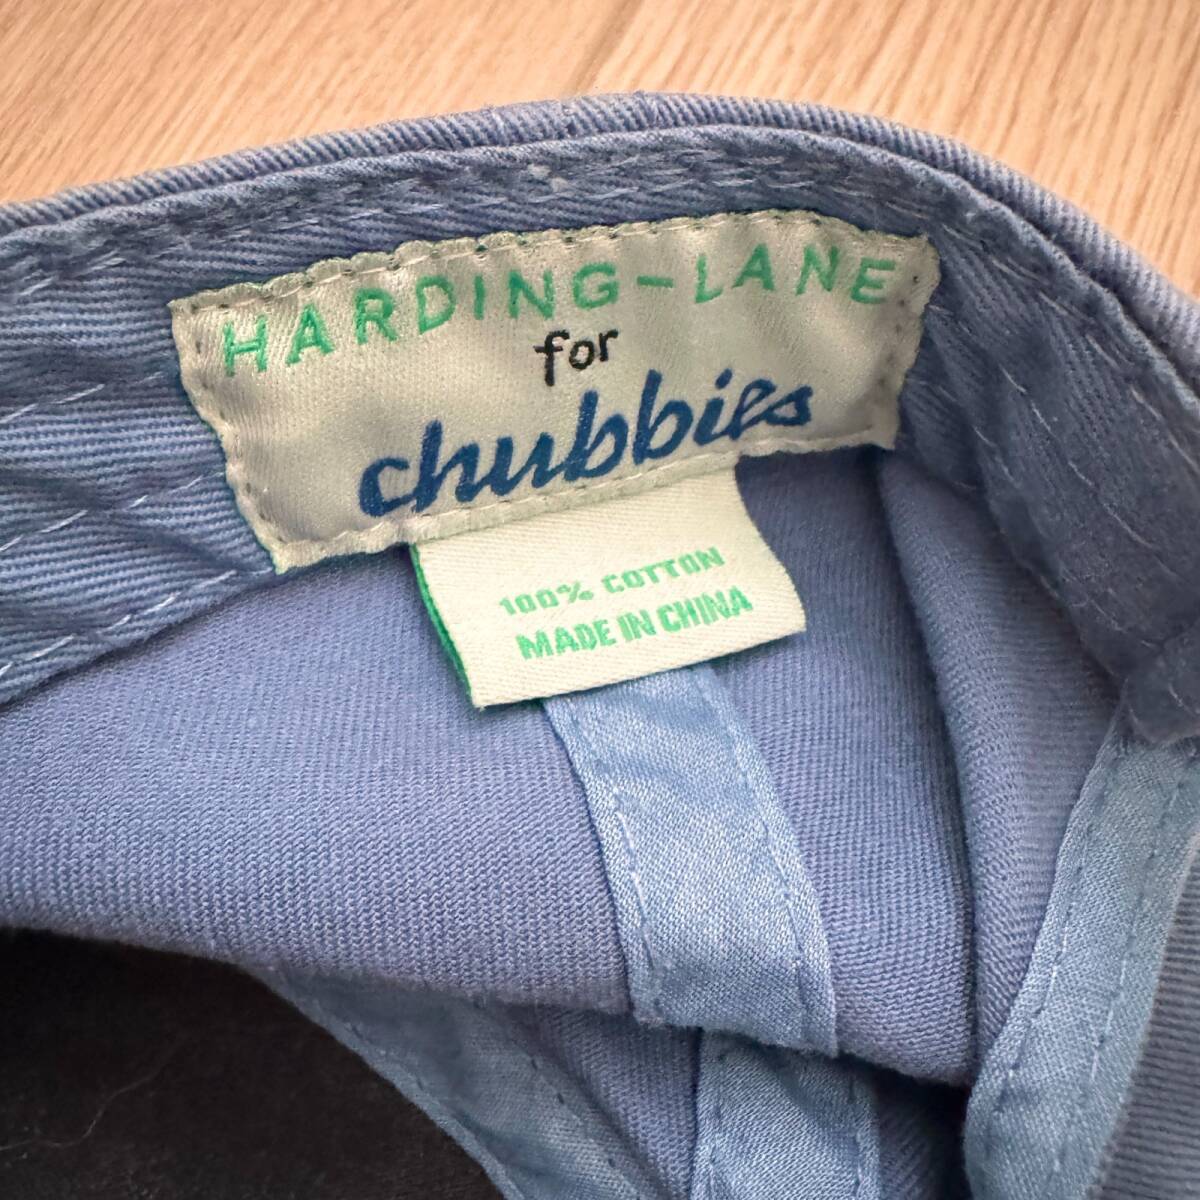 HARDING-LANE
for
chubbies
100% COTTON
MADE IN CHINA